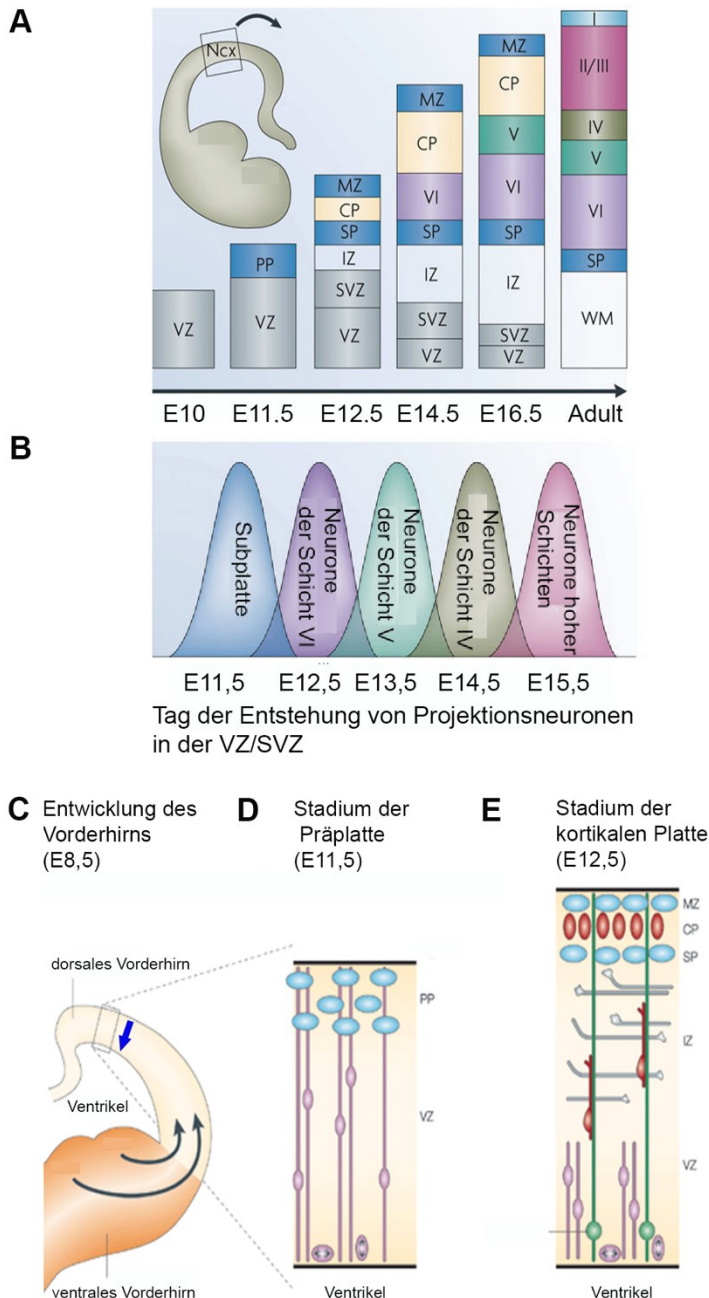 A
Ncx
VZ
E10
PP
VZ
E11.5
MZ
CP
SP
IZ
SVZ
VZ
E12.5
MZ
CP
VI
SP
IZ
SVZ
VZ
E14.5
MZ
CP
V
VI
SP
IZ
SVZ
VZ
E16.5
I
II/III
IV
V
VI
SP
WM
Adult
B
Subplatte
Neurone
der Schicht VI
Neurone
der Schicht V
Neurone
der Schicht IV
Neurone hoher
Schichten
...
E11,5
E12,5
E13,5
E14,5
E15,5
Tag der Entstehung von Projektionsneuronen
in der VZ/SVZ
C
Entwicklung des
Vorderhirns
(E8,5)
dorsales Vorderhirn
Ventrikel
ventrales Vorderhirn
D
Stadium der
Präplatte
(E11,5)
PP
VZ
Ventrikel
E
Stadium der
kortikalen Platte
(E12,5)
MZ
CP
SP
IZ
VZ
Ventrikel